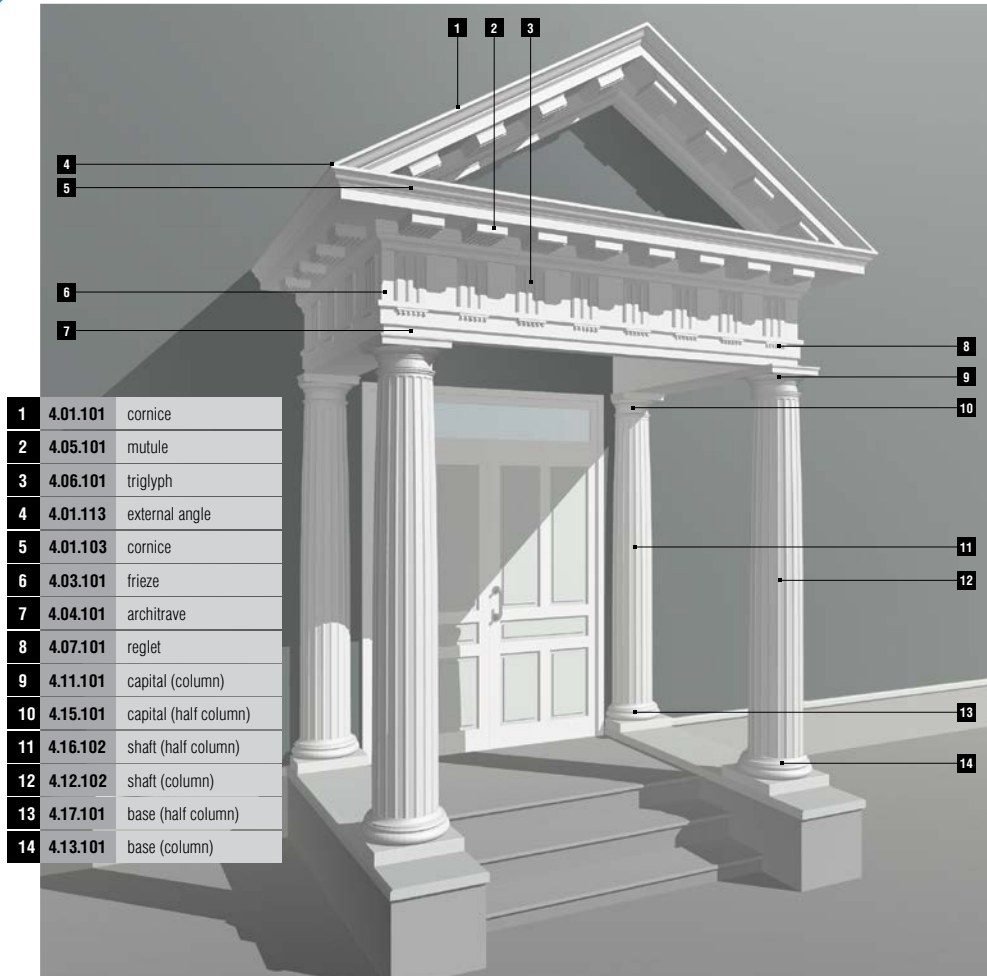 1 2 3
4
5
6
7
8
9
10
11
12
13
14
1 4.01.101 cornice
2 4.05.101 mutule
3 4.06.101 triglyph
4 4.01.113 external angle
5 4.01.103 cornice
6 4.03.101 frieze
7 4.04.101 architrave
8 4.07.101 reglet
9 4.11.101 capital (column)
10 4.15.101 capital (half column)
11 4.16.102 shaft (half column)
12 4.12.102 shaft (column)
13 4.17.101 base (half column)
14 4.13.101 base (column)